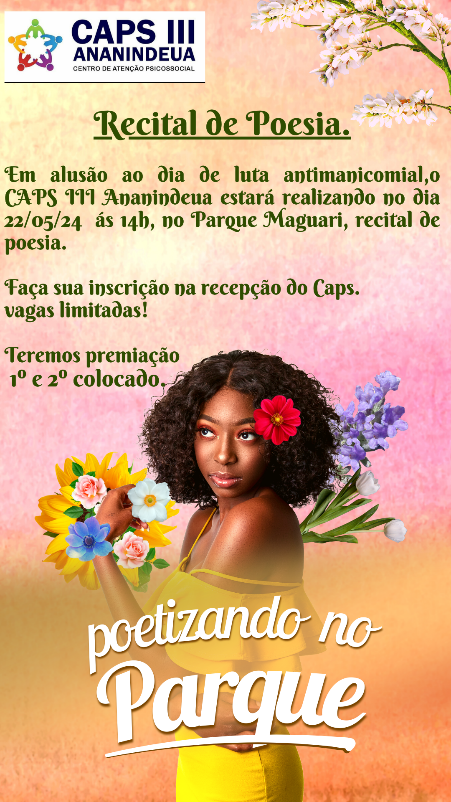 CAPS III
ANANINDEUA
CENTRO DE ATENÇÃO PSICOSSOCIAL
Recital de Poesia.
Em alusão ao dia de luta antimanicomial,o
CAPS III Ananindeua estará realizando no dia
22/05/24 ás 14h, no Parque Maguari, recital de
poesia.
Faça sua inscrição na recepção do Caps.
vagas limitadas!
Teremos premiação
1º e 2º colocado.
poetizando no
Parque